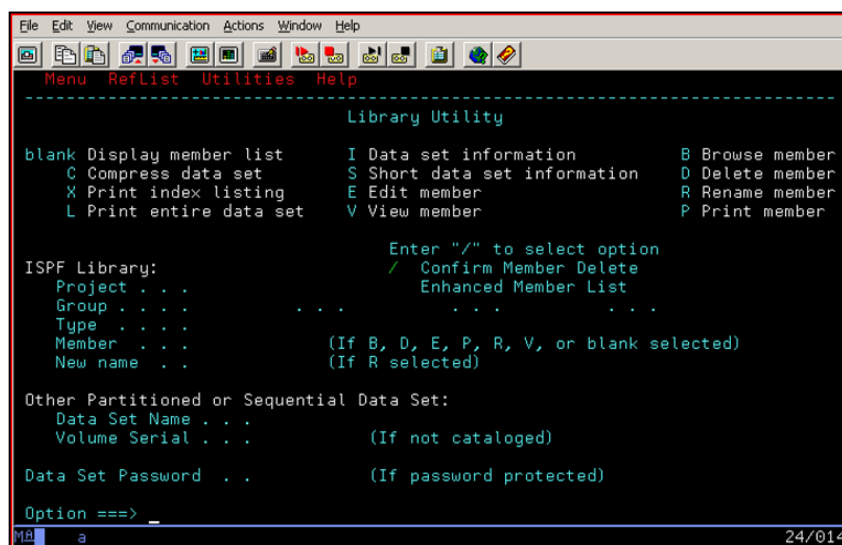 File Edit View Communication Actions Window Help
Menu RefList Utilities Help
Library Utility
blank Display member list I Data set information B Browse member
C Compress data set S Short data set information D Delete member
X Print index listing E Edit member R Rename member
L Print entire data set V View member P Print member
Enter "/" to select option
ISPF Library: / Confirm Member Delete
Project . . . Enhanced Member List
Group . . . . . . . . . . . . .
Type . . . .
Member . . . (If B, D, E, P, R, V, or blank selected)
New name . . (If R selected)
Other Partitioned or Sequential Data Set:
Data Set Name . . .
Volume Serial . . . (If not cataloged)
Data Set Password . . (If password protected)
Option ===> _
MA a 24/014